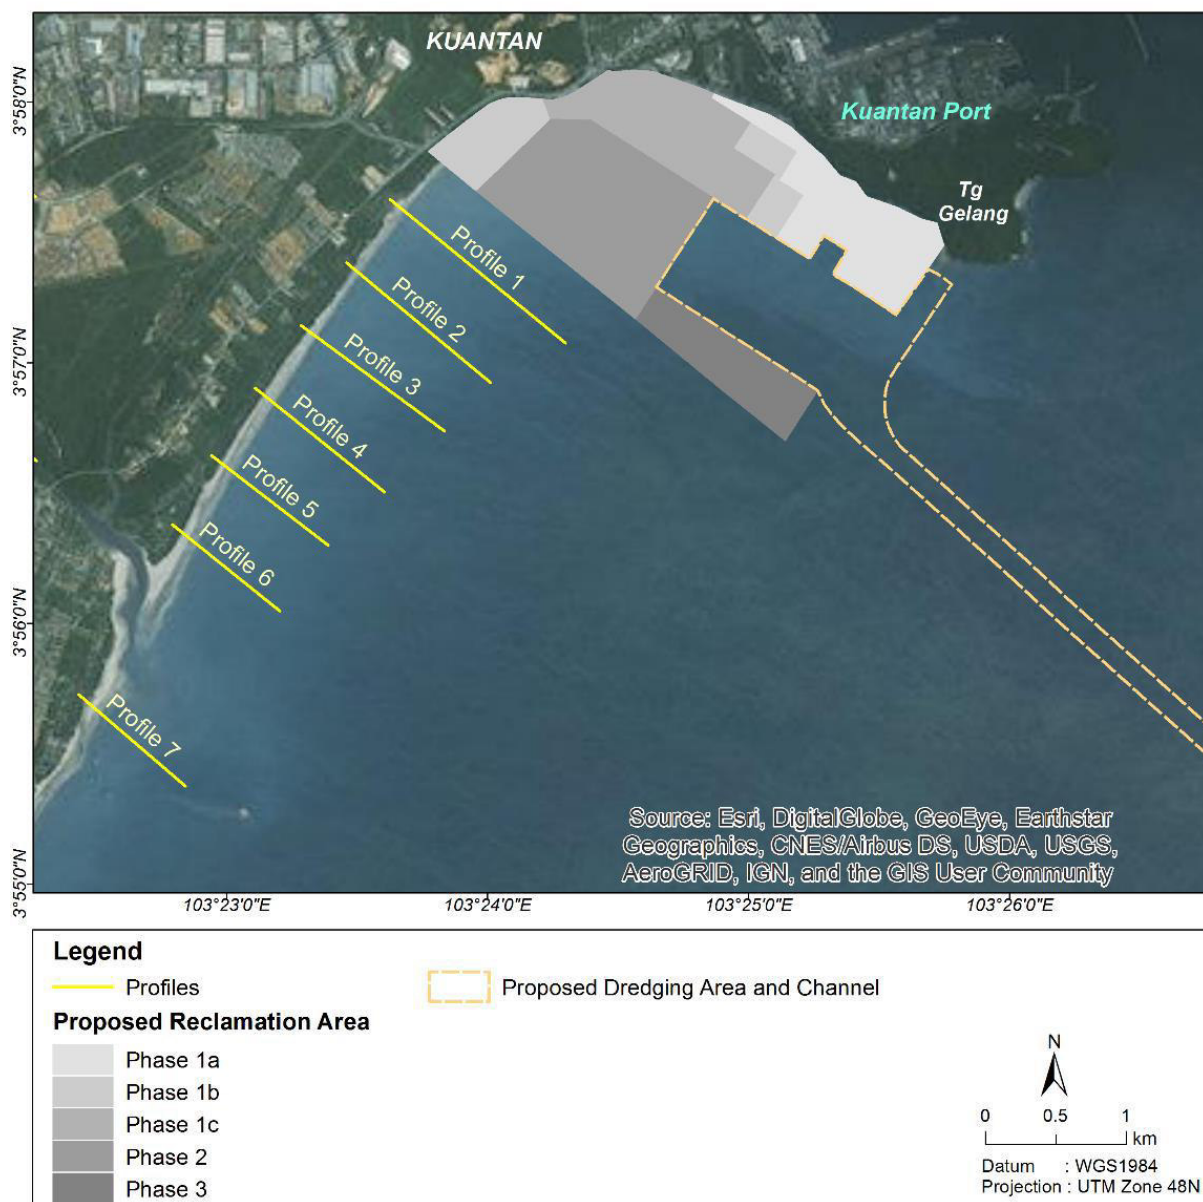 KUANTAN
Kuantan Port
Tg
Gelang
Profile 1
Profile 2
Profile 3
Profile 4
Profile 5
Profile 6
Profile 7
3°58'0"N
3°57'0"N
3°56'0"N
3°55'0"N
Source: Esri, DigitalGlobe, GeoEye, Earthstar
Geographics, CNES/Airbus DS, USDA, USGS,
AeroGRID, IGN, and the GIS User Community
103°23'0"E
103°24'0"E
103°25'0"E
103°26'0"E
Legend
Profiles
Proposed Dredging Area and Channel
Proposed Reclamation Area
Phase 1a
Phase 1b
Phase 1c
Phase 2
Phase 3
N
0 0.5 1
km
Datum : WGS1984
Projection : UTM Zone 48N